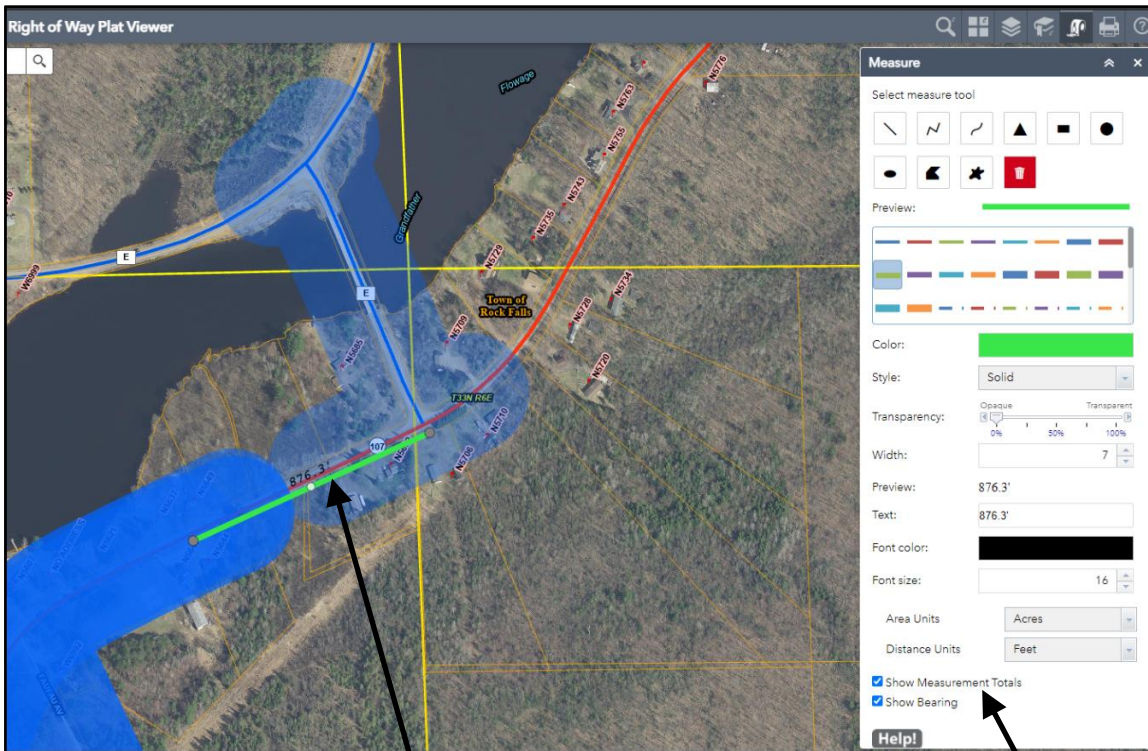 Right of Way Plat Viewer
Measure
Select measure tool
Preview:
Color:
Style:
Solid
Transparency:
Opaque
Transparent
0%
50%
100%
Width:
7
Preview:
876.3'
Text:
876.3'
Font color:
Font size:
16
Area Units
Acres
Distance Units
Feet
Show Measurement Totals
Show Bearing
Help!
Flowage
Grandfather
N5776
N5763
N5755
N5743
N5735
N5729
N5734
N5728
N5720
Town of
Rock Falls
N5709
N5685
E
E
W6999
T33N R6E
N5710
N5706
107
876.3'